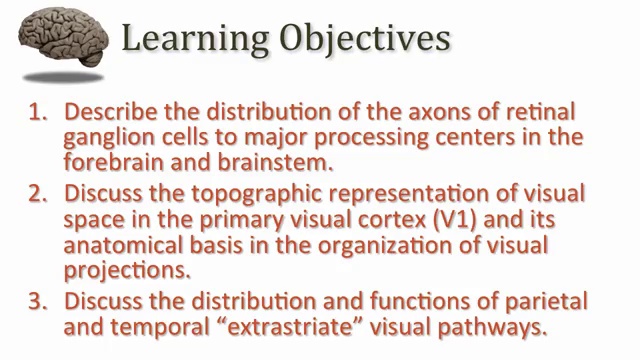 Learning Objectives
1. Describe the distribution of the axons of retinal
ganglion cells to major processing centers in the
forebrain and brainstem.
2. Discuss the topographic representation of visual
space in the primary visual cortex (V1) and its
anatomical basis in the organization of visual
projections.
3. Discuss the distribution and functions of parietal
and temporal “extrastriate” visual pathways.